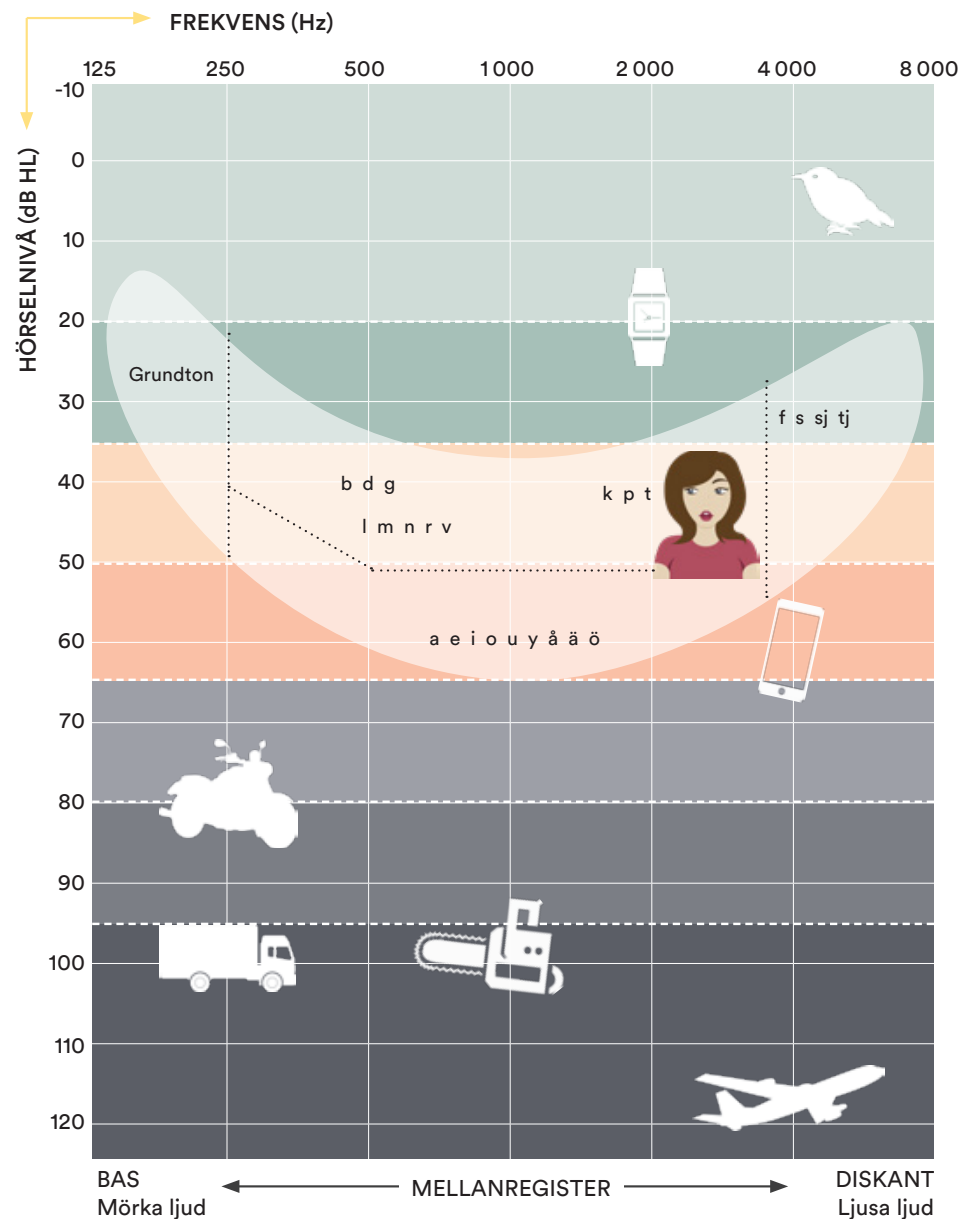 FREKVENS (Hz)
125 250 500 1000 2 000 4 000 8 000
HÖRSELNIVÅ (dB HL)
-10
0
10
20
30
40
50
60
70
80
90
100
110
120
Grundton
f s sj tj
b d g
k p t
l m n r v
a e i o u y å ä ö
BAS
Mörka ljud
MELLANREGISTER
DISKANT
Ljusa ljud